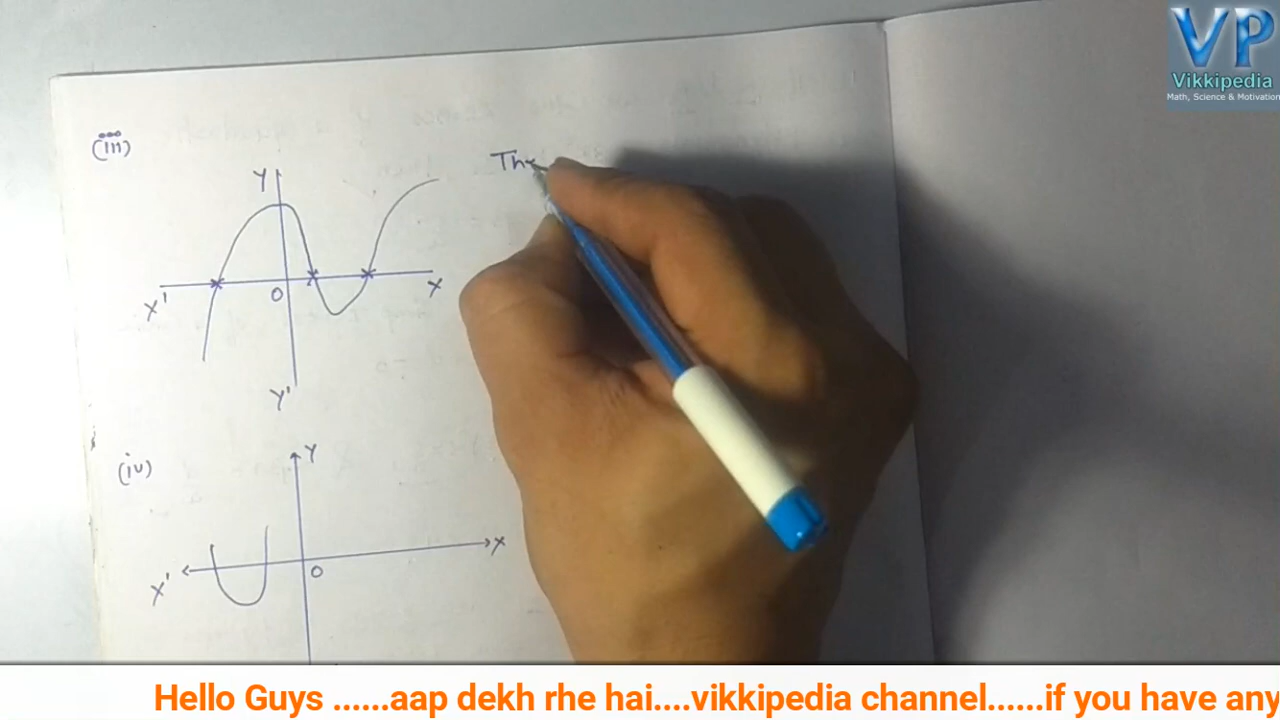 VP
Vikkipedia
Math, Science & Motivation
(iii)
Y
X'
O
X
Y'
The
(iv)
Y
X'
O
X
Hello Guys ......aap dekh rhe hai....vikkipedia channel......if you have any